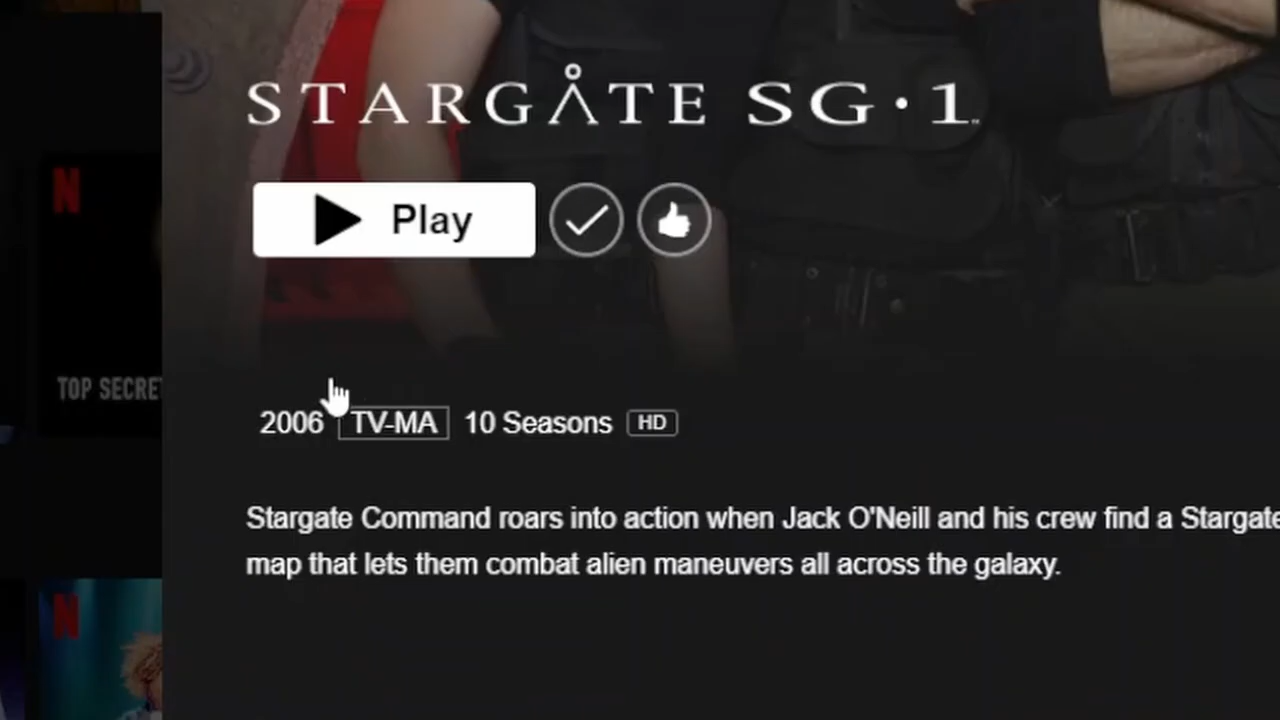 STARGATE SG·1
N
Play
TOP SECRET
2006 TV-MA 10 Seasons HD
Stargate Command roars into action when Jack O'Neill and his crew find a Stargate
map that lets them combat alien maneuvers all across the galaxy.
N